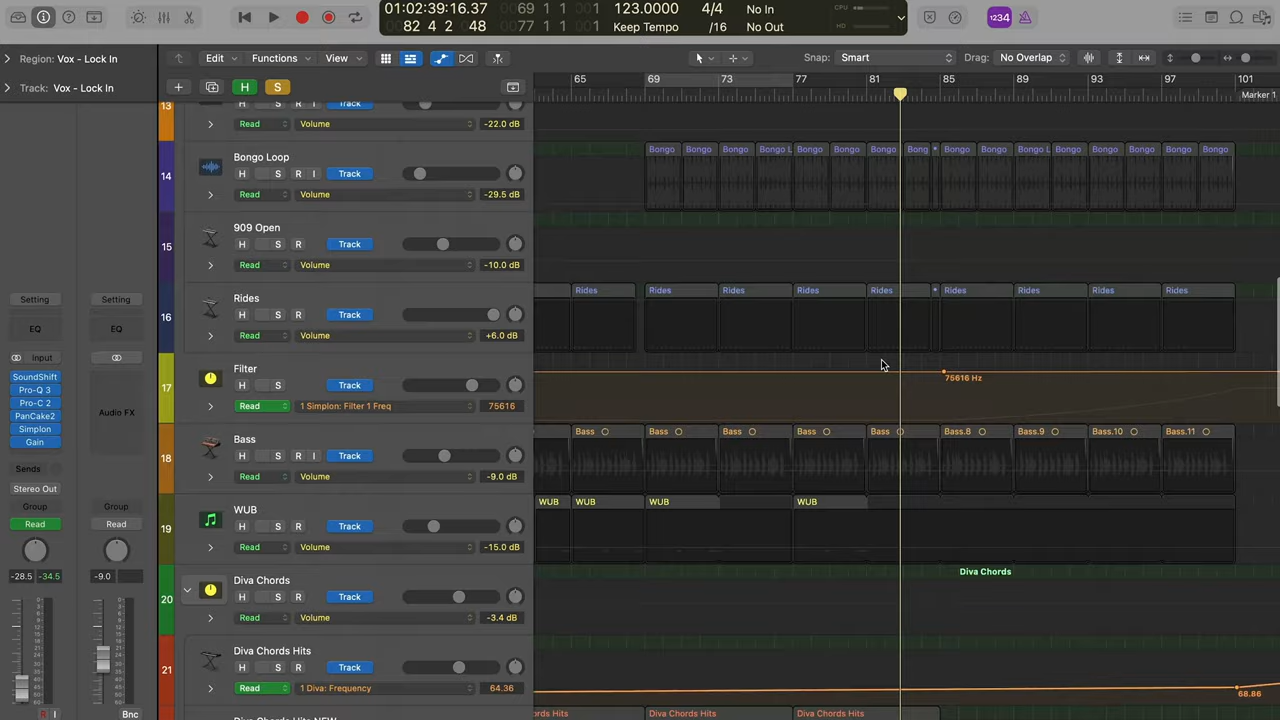 01:02:39:16.37 0069 1 1 1 123.0000 4/4 No In CPU
82 4 2 48 0001 1 1 1 Keep Tempo /16 No Out HD
1234
Region: Vox - Lock In
Edit Functions View Snap: Smart Drag: No Overlap
Track: Vox - Lock In
H S
65 69 73 77 81 85 89 93 97 101
Marker 1
13 H S R I Track
Read Volume -22.0 dB
14 Bongo Loop
H S R I Track
Read Volume -29.5 dB
Bongo Bongo Bongo Bongo L Bongo Bongo Bongo Bong Bongo Bongo Bongo L Bongo Bongo Bongo Bongo Bongo
15 909 Open
H S R Track
Read Volume -10.0 dB
16 Rides
H S R Track
Read Volume +6.0 dB
Rides Rides Rides Rides Rides Rides Rides Rides Rides
17 Filter
H S Track
Read 1 Simplon: Filter 1 Freq 75616
75616 Hz
18 Bass
H S R I Track
Read Volume -9.0 dB
Bass Bass Bass Bass Bass Bass.8 Bass.9 Bass.10 Bass.11
19 WUB
H S R Track
Read Volume -15.0 dB
WUB WUB WUB WUB
20 Diva Chords
H S R Track
Read Volume -3.4 dB
Diva Chords
21 Diva Chords Hits
H S R Track
Read 1 Diva: Frequency 64.36
68.86
Diva Chords Hits NEW
ords Hits Diva Chords Hits Diva Chords Hits
Setting Setting
EQ EQ
Input
SoundShift
Pro-Q 3
Pro-C 2
PanCake2
Simplon
Gain
Audio FX
Sends
Stereo Out
Group Group
Read Read
-28.5 -34.5 -9.0
R I Bnc